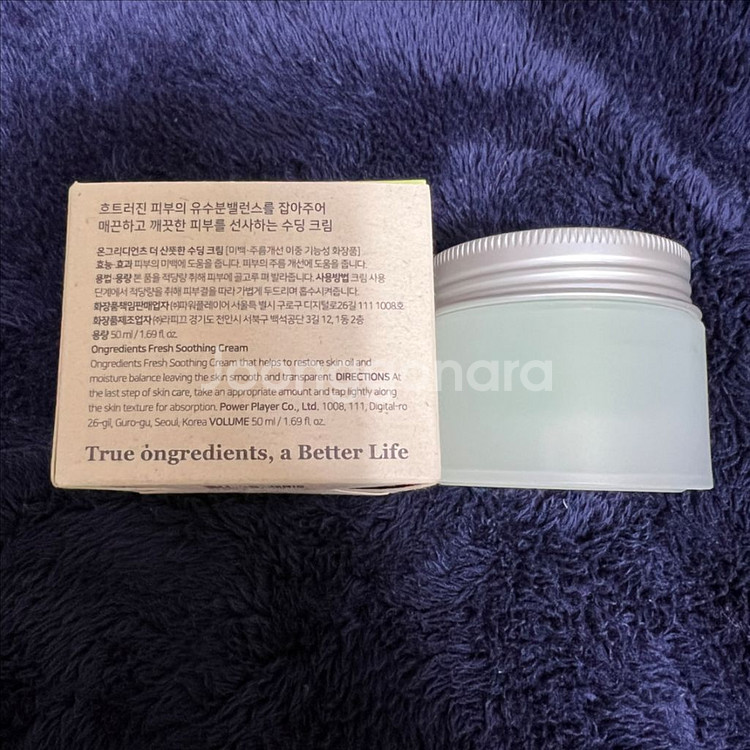 흐트러진 피부의 유수분밸런스를 잡아주어
매끈하고 깨끗한 피부를 선사하는 수딩 크림
온그리디언츠 더 산뜻한 수딩 크림 [미백·주름개선 이중 기능성 화장품]
효능·효과 피부의 미백에 도움을 줍니다. 피부의 주름 개선에 도움을 줍니다.
용법·용량 본 품을 적당량 취해 피부에 골고루 펴 발라줍니다. 사용방법 크림 사용
단계에서 적당량을 취해 피부결을 따라 가볍게 두드리며 흡수시켜줍니다.
화장품책임판매업자 ㈜파워플레이어 서울특별시 구로구 디지털로26길 111 1008호
화장품제조업자 ㈜라피끄 경기도 천안시 서북구 백석공단 3길 12, 1동 2층
용량 50 ml / 1.69 fl. oz.
Ongredients Fresh Soothing Cream
Ongredients Fresh Soothing Cream that helps to restore skin oil and
moisture balance leaving the skin smooth and transparent. DIRECTIONS At
the last step of skin care, take an appropriate amount and tap lightly along
the skin texture for absorption. Power Player Co., Ltd. 1008, 111, Digital-ro
26-gil, Guro-gu, Seoul, Korea VOLUME 50 ml / 1.69 fl. oz.
True ongredients, a Better Life
Joonggonara